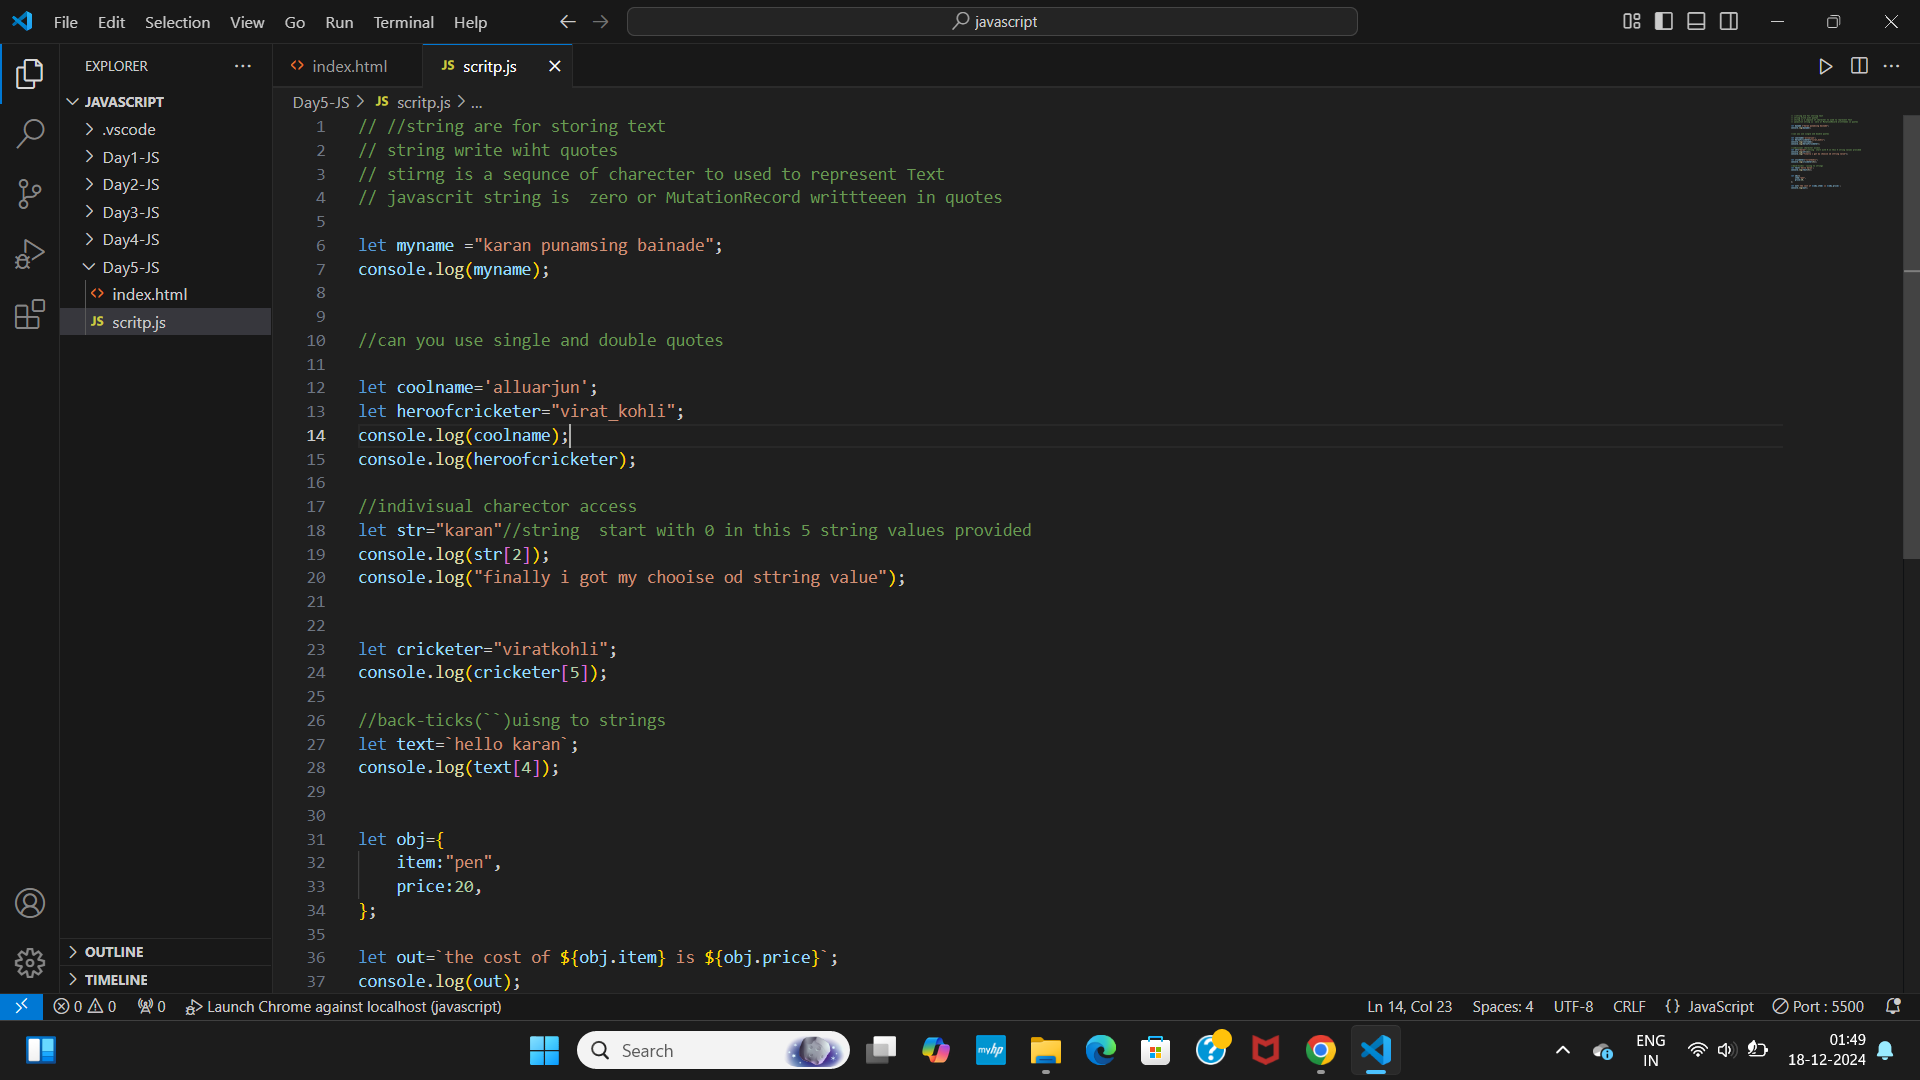 File Edit Selection View Go Run Terminal Help
javascript
EXPLORER
JAVASCRIPT
.vscode
Day1-JS
Day2-JS
Day3-JS
Day4-JS
Day5-JS
index.html
JS scritp.js
OUTLINE
TIMELINE
index.html JS scritp.js
Day5-JS > JS scritp.js > ...
1 // //string are for storing text
2 // string write wiht quotes
3 // stirng is a sequnce of charecter to used to represent Text
4 // javascrit string is  zero or MutationRecord writtteeen in quotes
5
6 let myname ="karan punamsing bainade";
7 console.log(myname);
8
9
10 //can you use single and double quotes
11
12 let coolname='alluarjun';
13 let heroofcricketer="virat_kohli";
14 console.log(coolname);
15 console.log(heroofcricketer);
16
17 //indivisual charector access
18 let str="karan"//string  start with 0 in this 5 string values provided
19 console.log(str[2]);
20 console.log("finally i got my chooise od sttring value");
21
22
23 let cricketer="viratkohli";
24 console.log(cricketer[5]);
25
26 //back-ticks(``)uisng to strings
27 let text=`hello karan`;
28 console.log(text[4]);
29
30
31 let obj={
32     item:"pen",
33     price:20,
34 };
35
36 let out=`the cost of ${obj.item} is ${obj.price}`;
37 console.log(out);
0 0 0 Launch Chrome against localhost (javascript) Ln 14, Col 23 Spaces: 4 UTF-8 CRLF {} JavaScript Port : 5500
Search
myhp
ENG
IN
01:49
18-12-2024